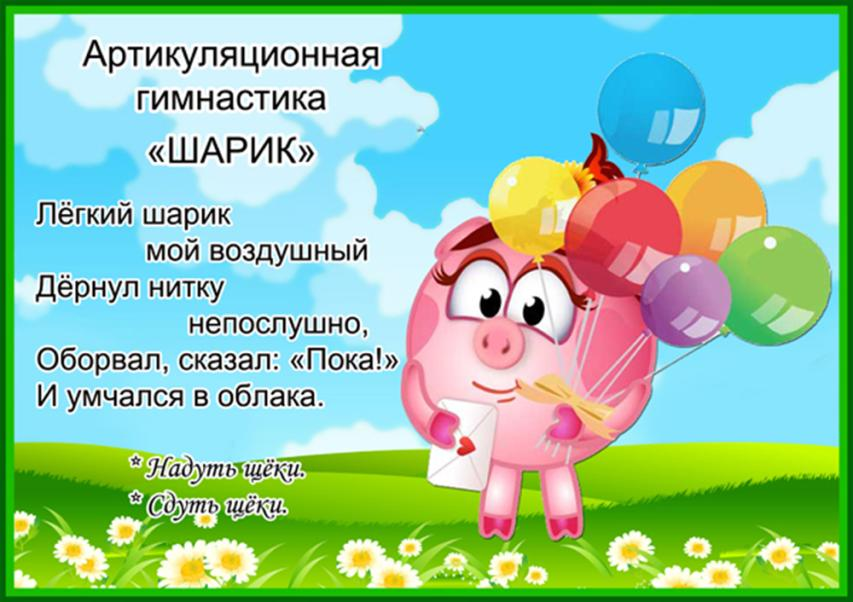 Артикуляционная
гимнастика
«ШАРИК»
Лёгкий шарик
мой воздушный
Дёрнул нитку
непослушно,
Оборвал, сказал: «Пока!»
И умчался в облака.
* Надуть щёки.
* Сдуть щёки.